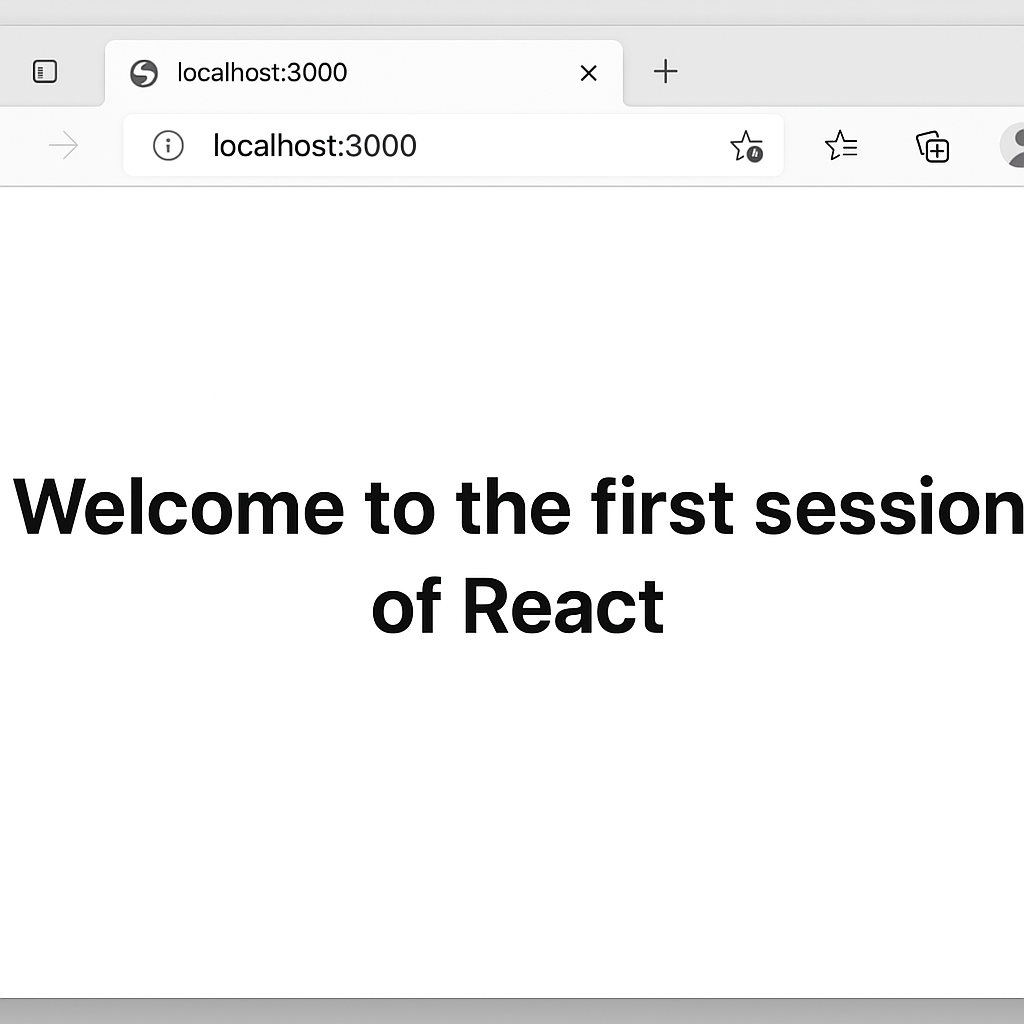 localhost:3000
localhost:3000
Welcome to the first session
of React